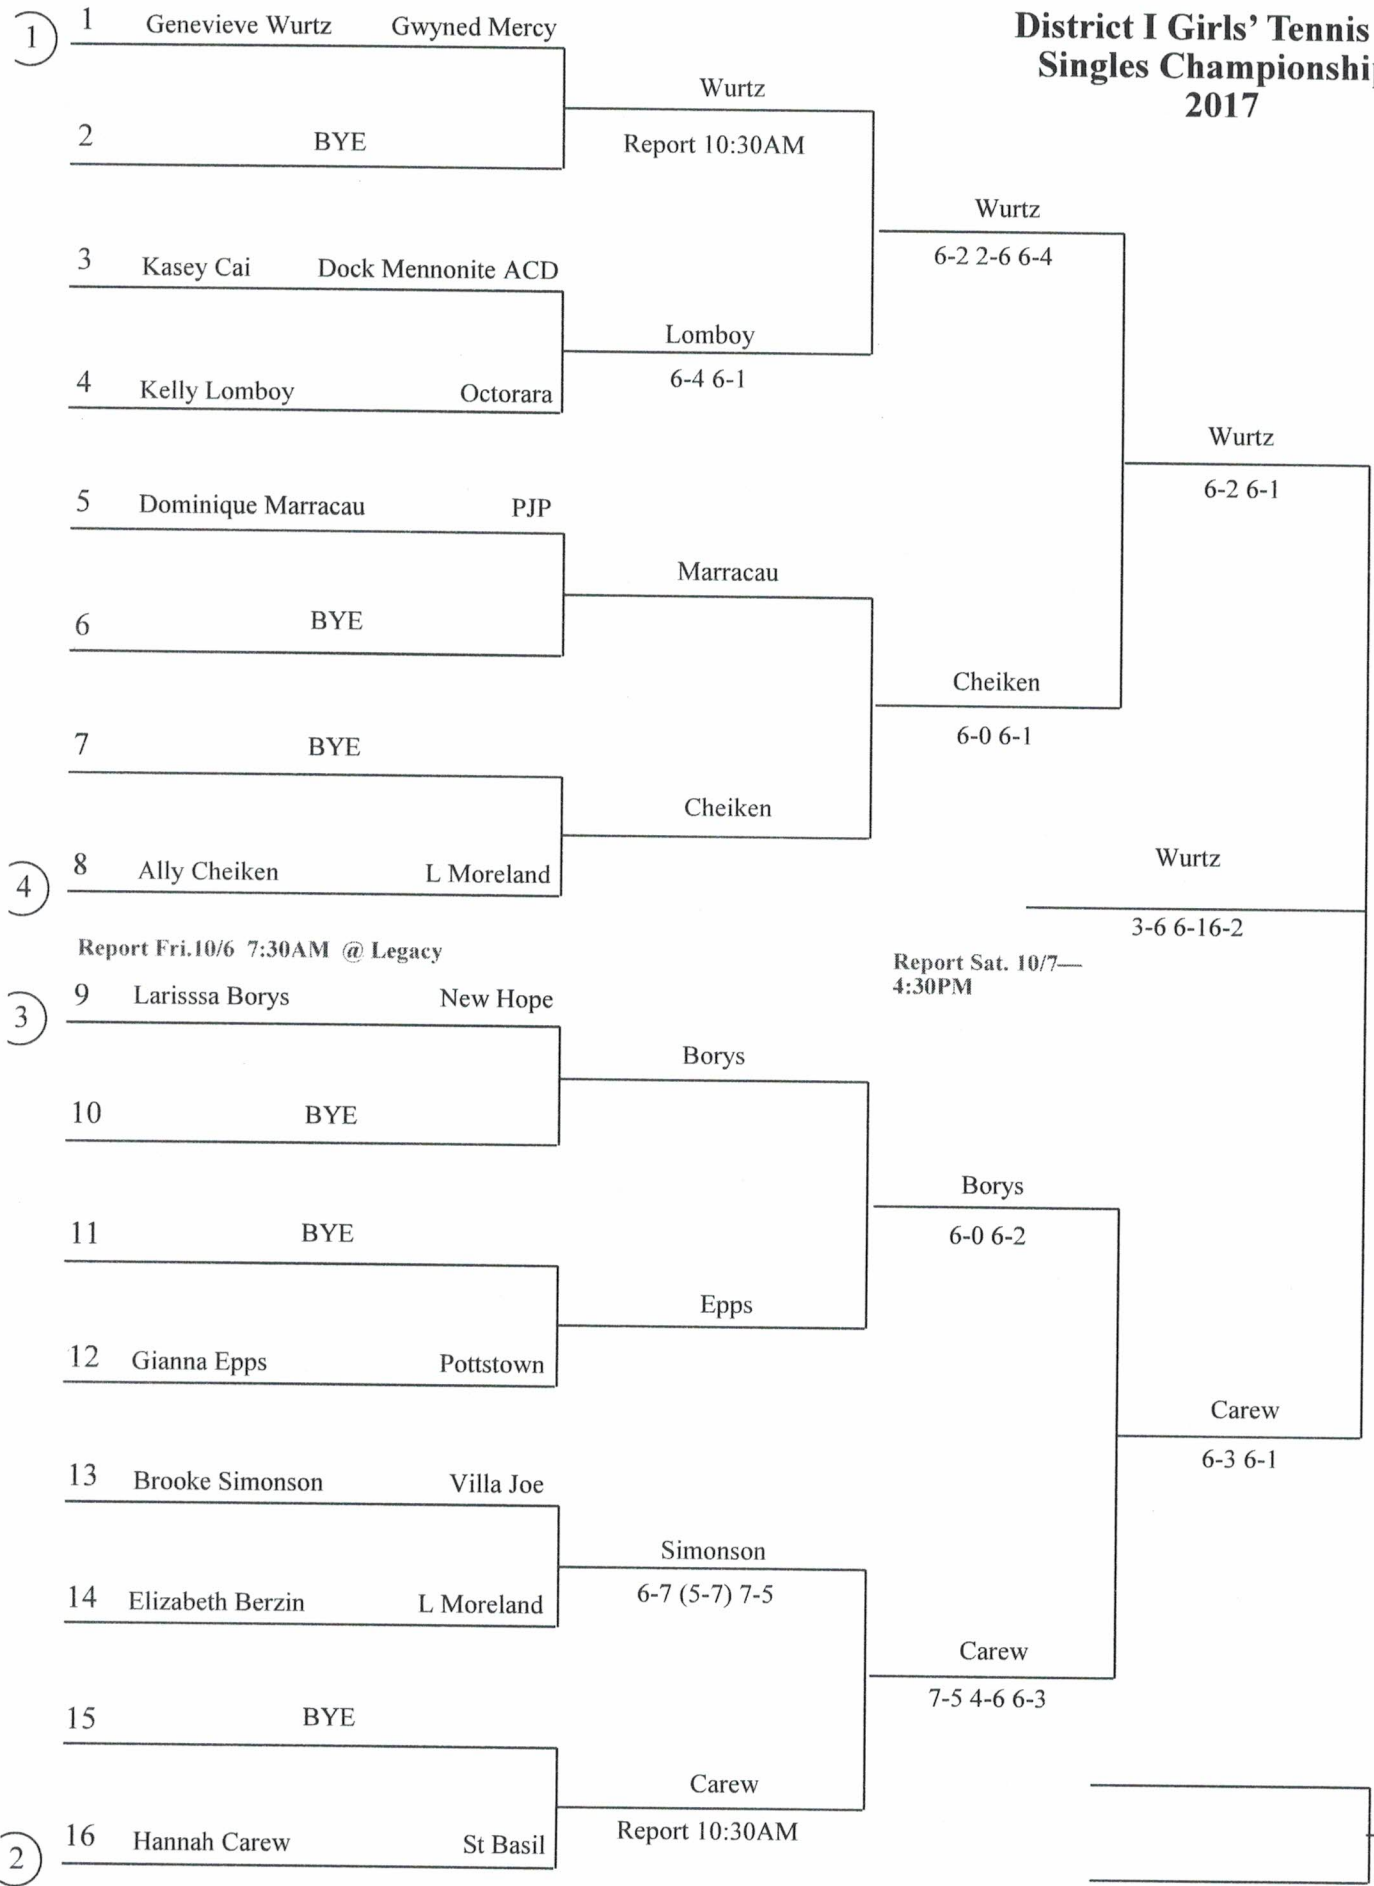 District I Girls’ Tennis
Singles Championshi
2017
1
1 Genevieve Wurtz Gwyned Mercy
Wurtz
2 BYE
Report 10:30AM
Wurtz
6-2 2-6 6-4
3 Kasey Cai Dock Mennonite ACD
Lomboy
6-4 6-1
4 Kelly Lomboy Octorara
Wurtz
6-2 6-1
5 Dominique Marracau PJP
Marracau
6 BYE
Cheiken
6-0 6-1
7 BYE
Cheiken
4
8 Ally Cheiken L Moreland
Wurtz
3-6 6-16-2
Report Fri.10/6 7:30AM @ Legacy
Report Sat. 10/7—
4:30PM
3
9 Larisssa Borys New Hope
Borys
10 BYE
Borys
6-0 6-2
11 BYE
Epps
12 Gianna Epps Pottstown
Carew
6-3 6-1
13 Brooke Simonson Villa Joe
Simonson
6-7 (5-7) 7-5
14 Elizabeth Berzin L Moreland
Carew
7-5 4-6 6-3
15 BYE
Carew
Report 10:30AM
2
16 Hannah Carew St Basil